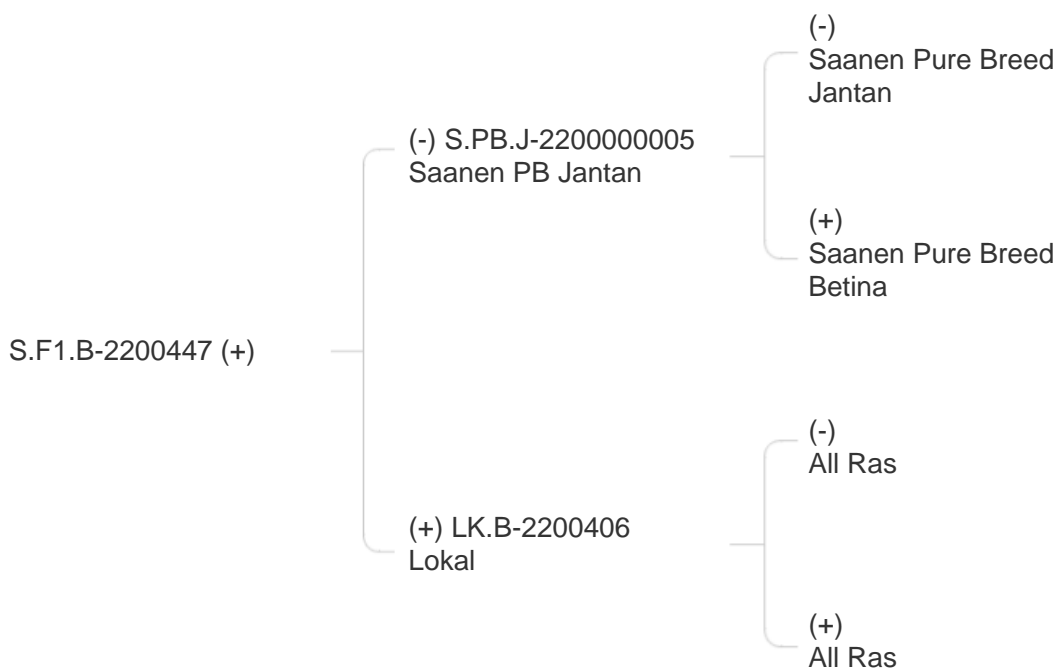 (-)
Saanen Pure Breed
Jantan
(-) S.PB.J-2200000005
Saanen PB Jantan
(+)
Saanen Pure Breed
Betina
S.F1.B-2200447 (+)
(-)
All Ras
(+) LK.B-2200406
Lokal
(+)
All Ras